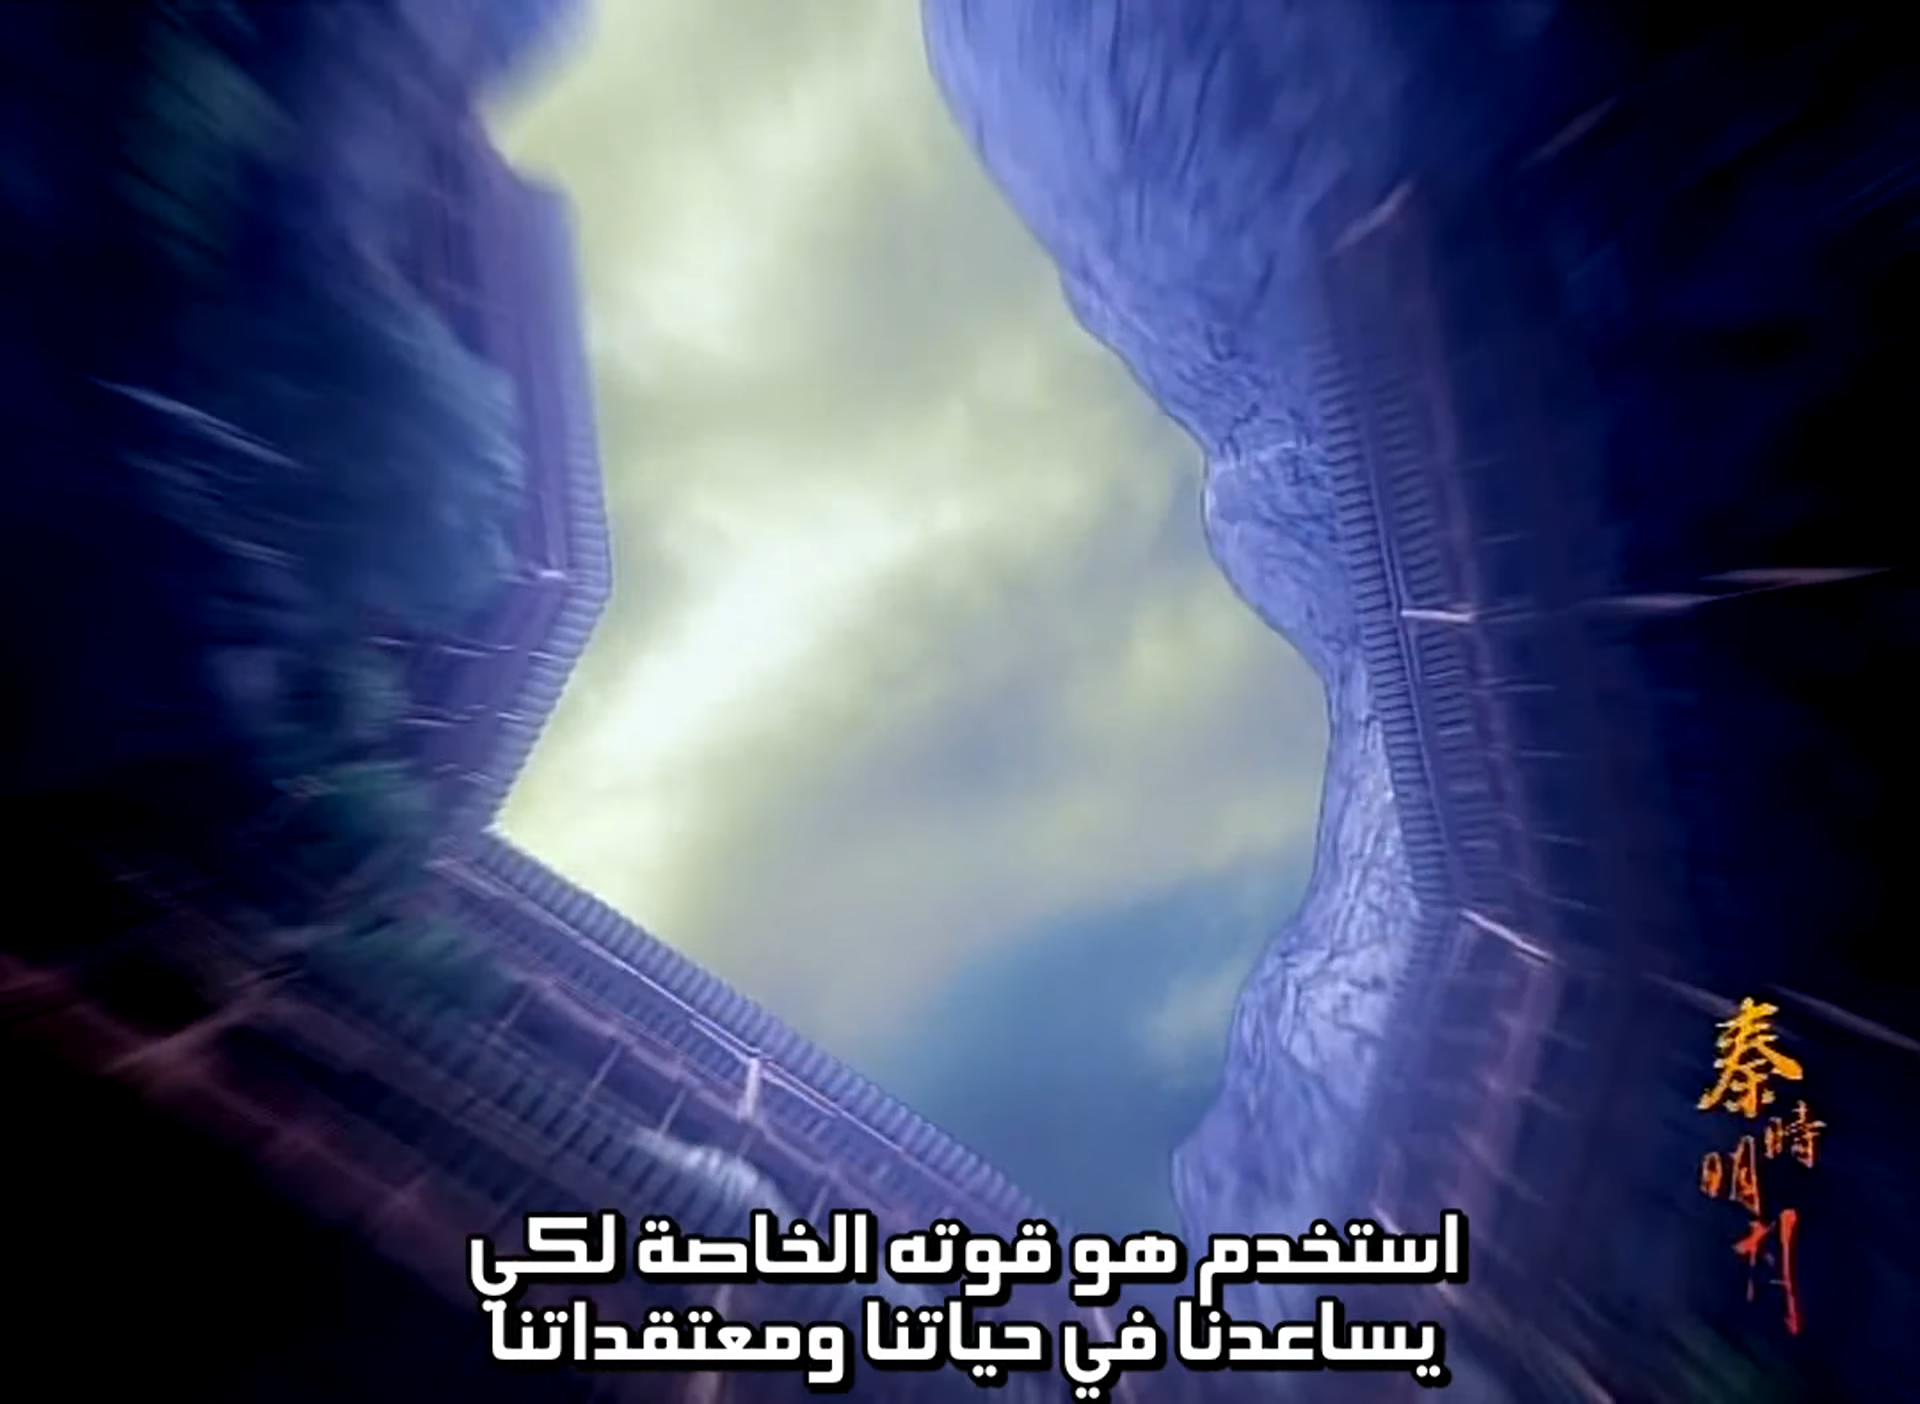 秦時明月
استخدم هو قوته الخاصة لكي
يساعدنا في حياتنا ومعتقداتنا